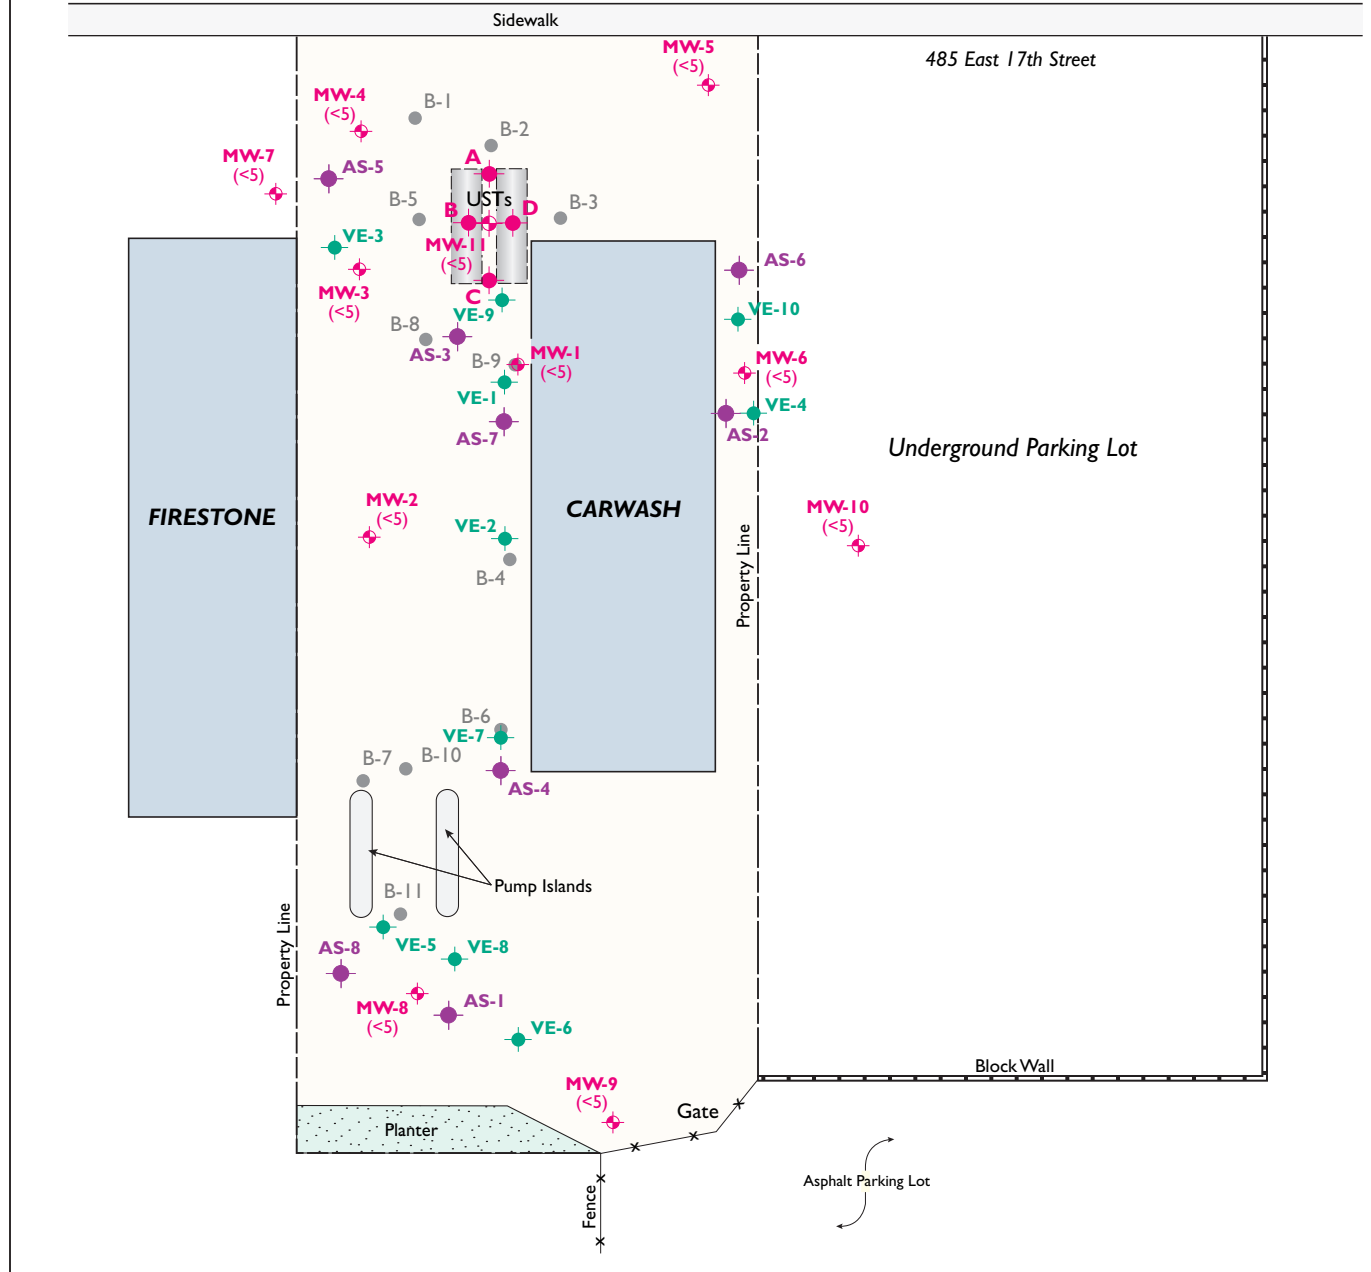 Sidewalk
MW-5
(<5)
485 East 17th Street
MW-4
(<5)
B-1
B-2
MW-7
(<5)
AS-5
A
USTs
B-5
B
D
B-3
VE-3
MW-11
(<5)
AS-6
MW-3
(<5)
C
VE-9
VE-10
B-8
AS-3
B-9
MW-1
(<5)
MW-6
(<5)
VE-1
VE-4
AS-7
AS-2
Underground Parking Lot
MW-2
(<5)
FIRESTONE
CARWASH
VE-2
MW-10
(<5)
B-4
Property Line
B-6
VE-7
B-7
B-10
AS-4
Pump Islands
B-11
Property Line
AS-8
VE-5
VE-8
MW-8
(<5)
AS-1
VE-6
Block Wall
MW-9
(<5)
Gate
Planter
Asphalt Parking Lot
Fence